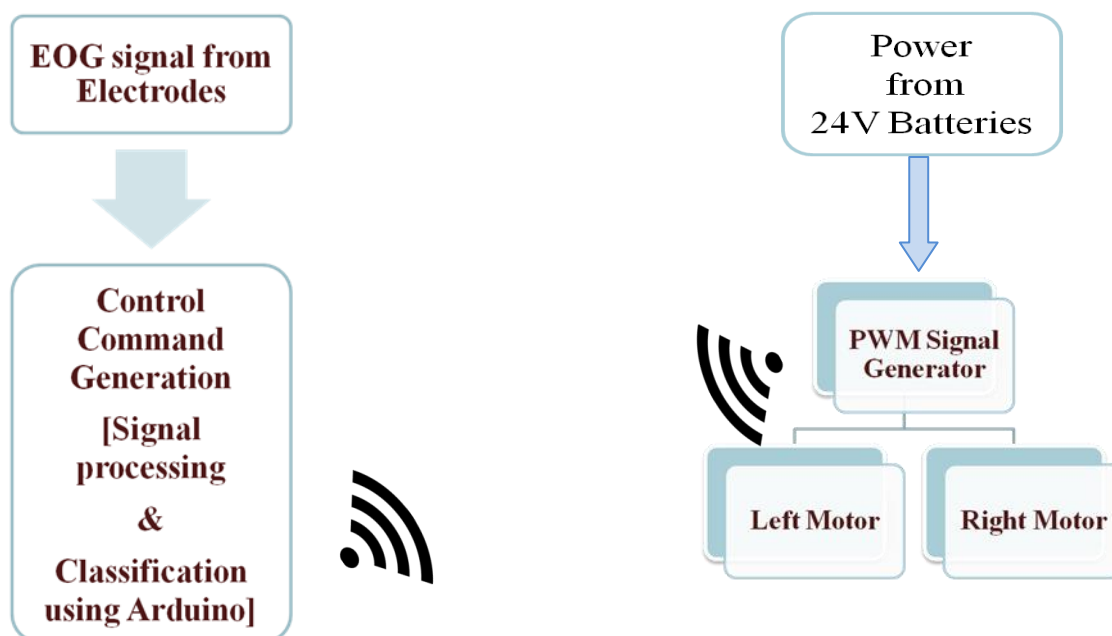 EOG signal from
Electrodes
Control
Command
Generation
[Signal
processing
&
Classification
using Arduino]
Power
from
24V Batteries
PWM Signal
Generator
Left Motor
Right Motor